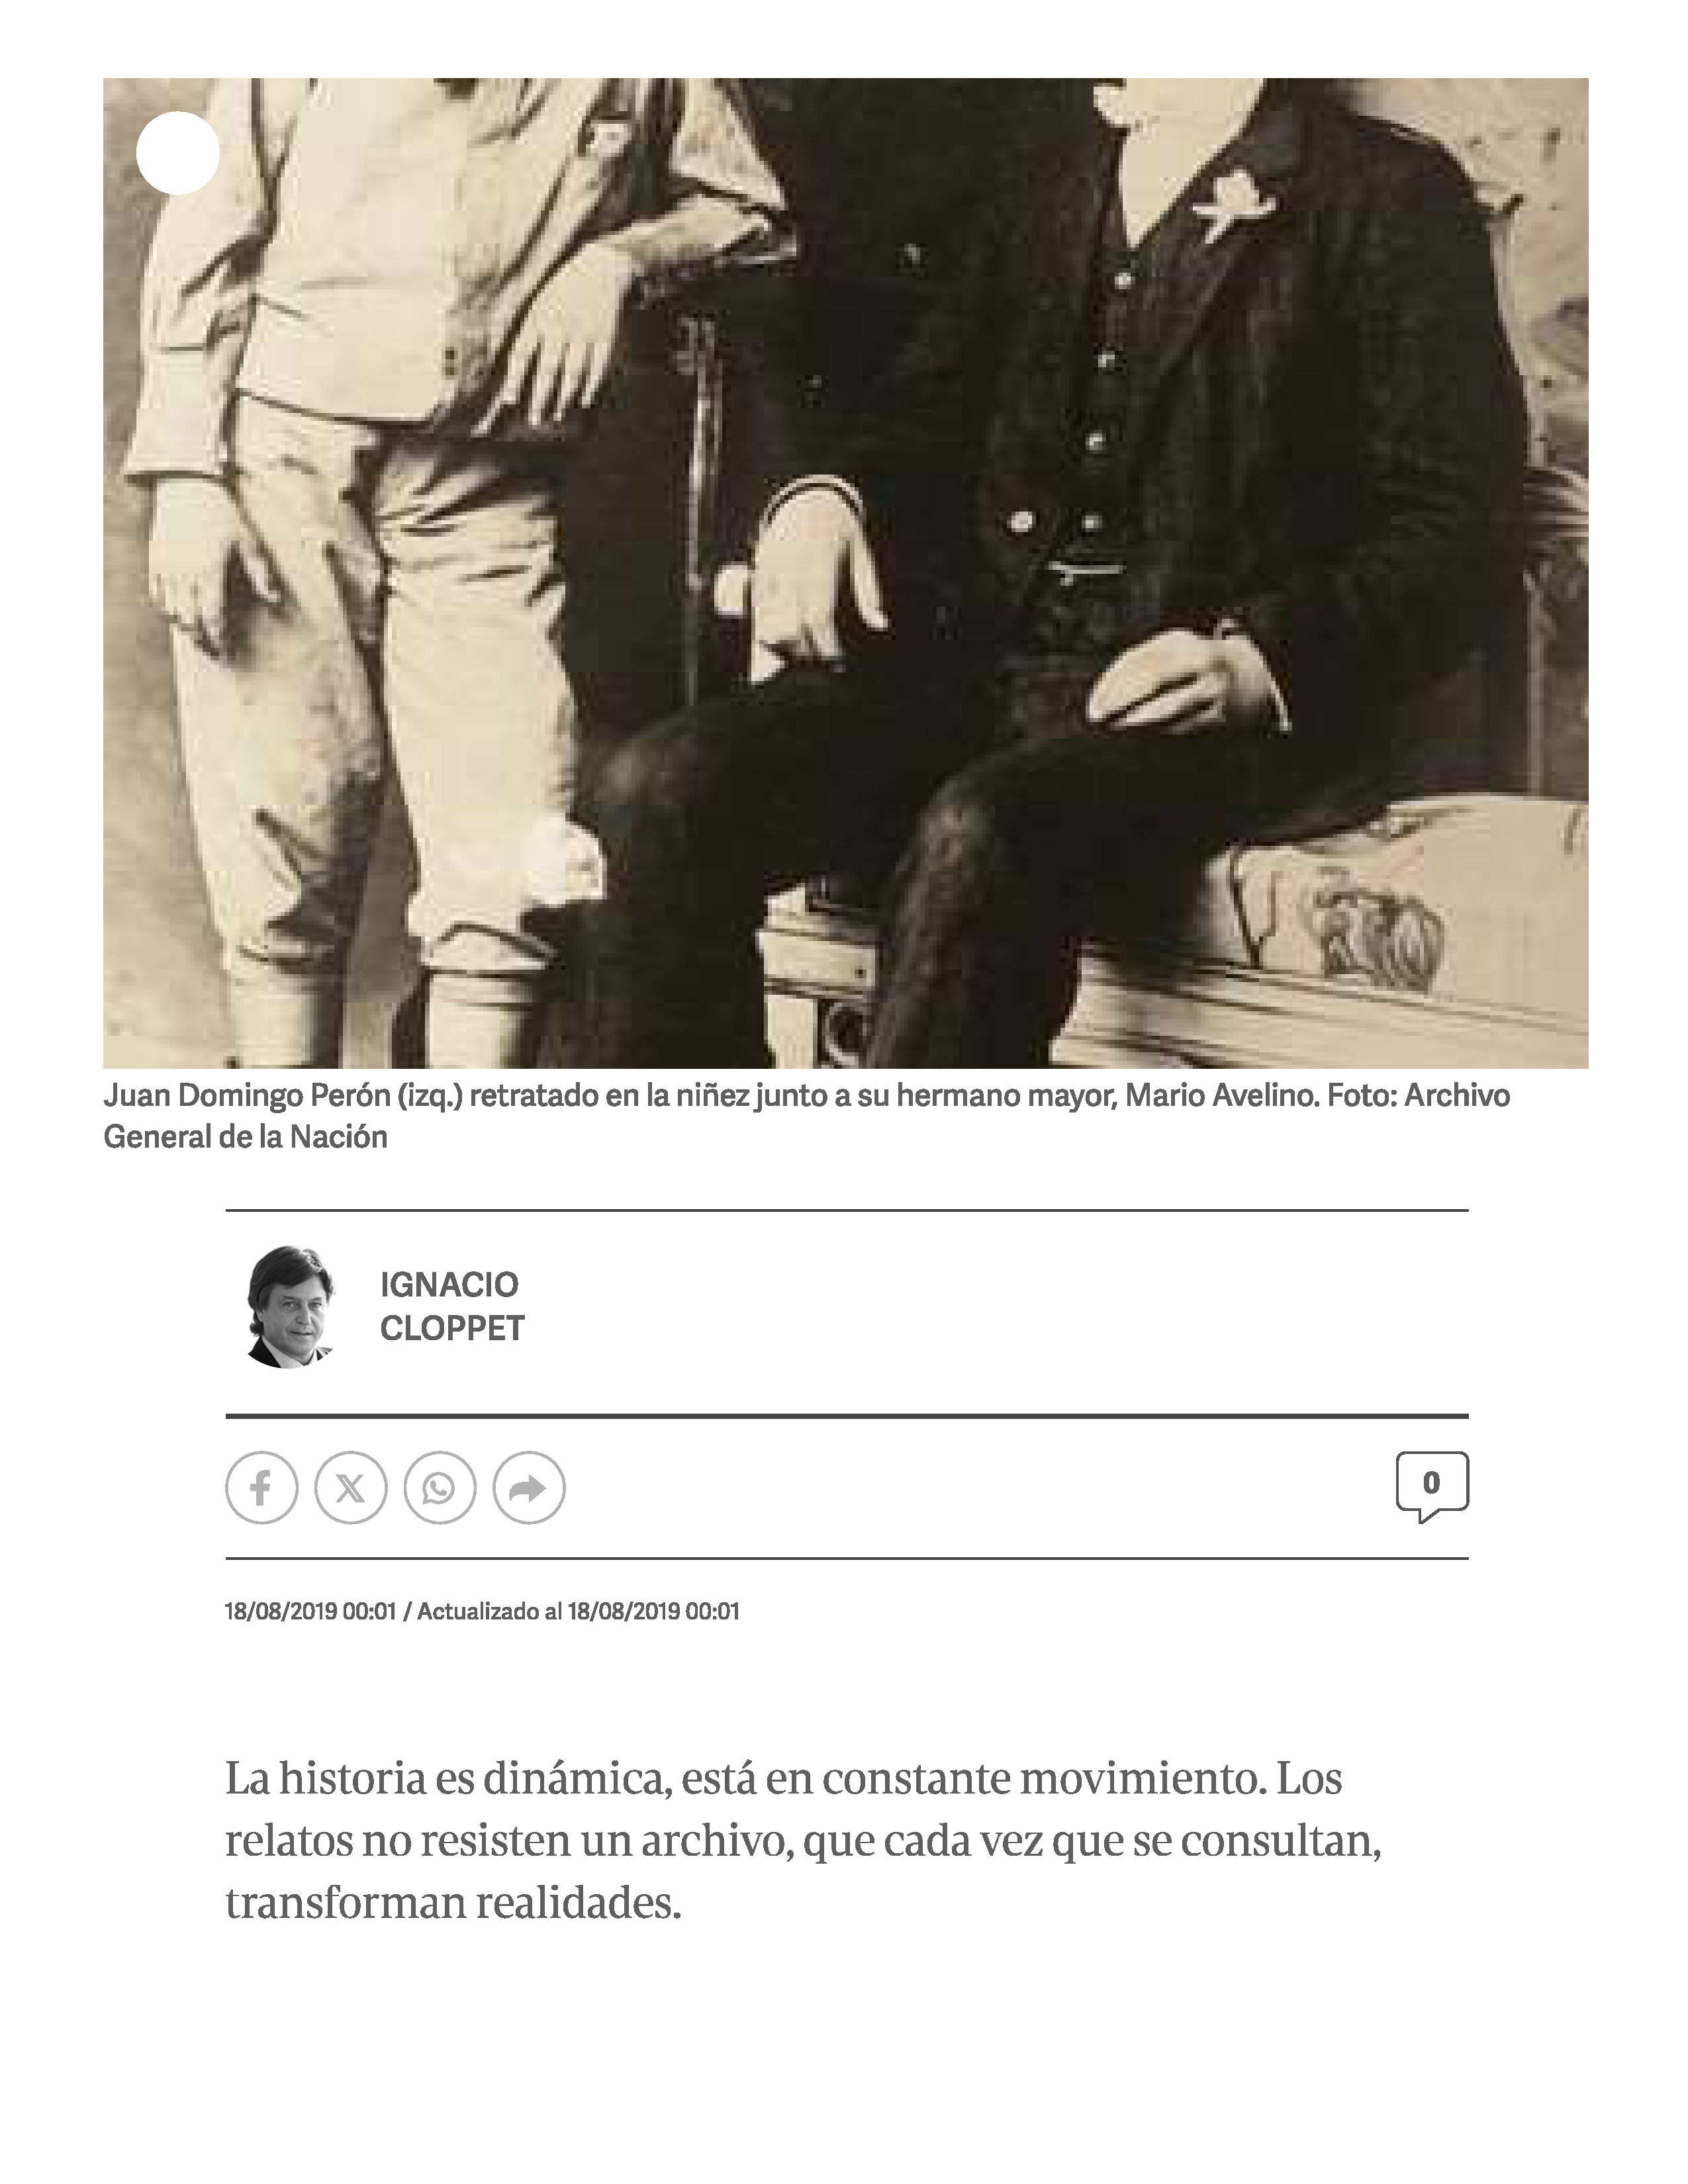 Juan Domingo Perón (izq.) retratado en la niñez junto a su hermano mayor, Mario Avelino. Foto: Archivo
General de la Nación
IGNACIO
CLOPPET
0
18/08/2019 00:01 / Actualizado al 18/08/2019 00:01
La historia es dinámica, está en constante movimiento. Los
relatos no resisten un archivo, que cada vez que se consultan,
transforman realidades.